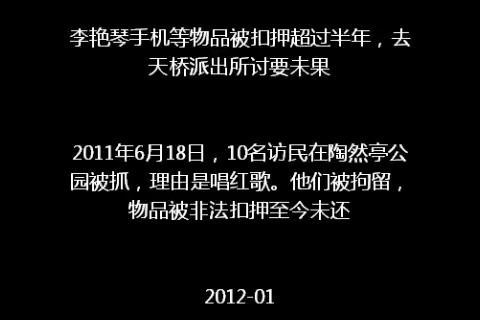 李艳琴手机等物品被扣押超过半年，去
天桥派出所讨要未果
2011年6月18日，10名访民在陶然亭公
园被抓，理由是唱红歌。他们被拘留，
物品被非法扣押至今未还
2012-01